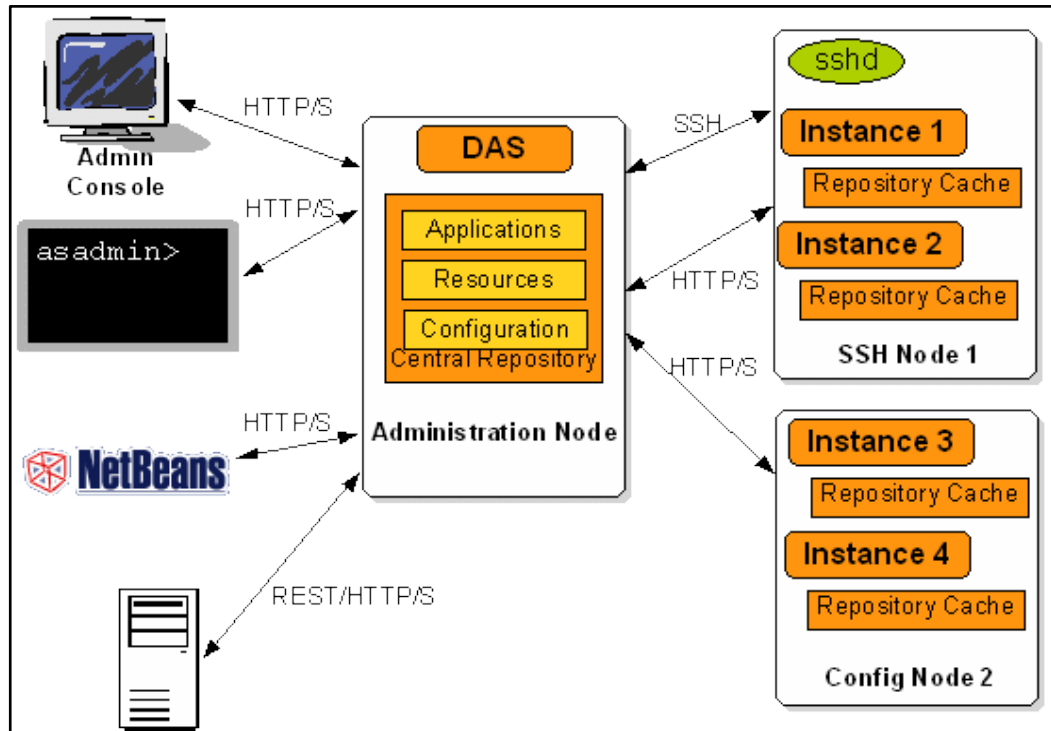 Admin
Console
HTTP/S
asadmin>
HTTP/S
NetBeans
HTTP/S
REST/HTTP/S
DAS
Applications
Resources
Configuration
Central Repository
Administration Node
SSH
HTTP/S
HTTP/S
sshd
Instance 1
Repository Cache
Instance 2
Repository Cache
SSH Node 1
Instance 3
Repository Cache
Instance 4
Repository Cache
Config Node 2